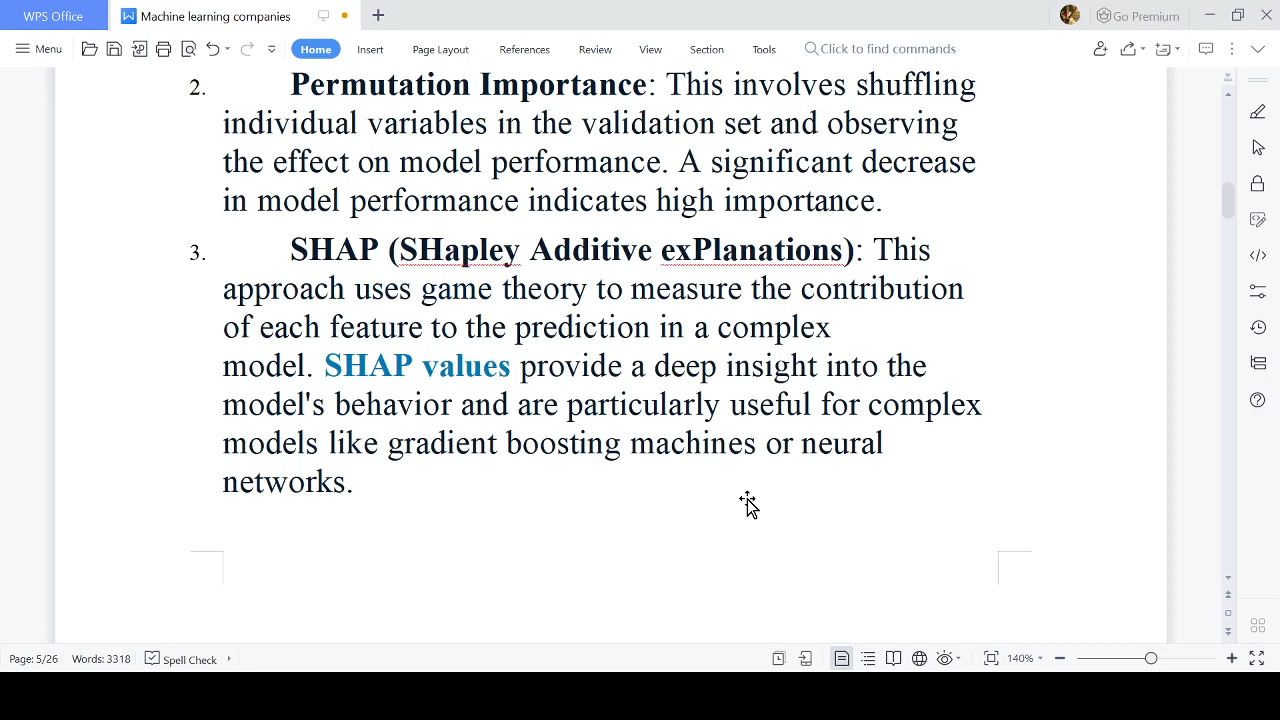 WPS Office
Machine learning companies
Go Premium
Menu
Home
Insert
Page Layout
References
Review
View
Section
Tools
Click to find commands
2. Permutation Importance: This involves shuffling
individual variables in the validation set and observing
the effect on model performance. A significant decrease
in model performance indicates high importance.
3. SHAP (SHapley Additive exPlanations): This
approach uses game theory to measure the contribution
of each feature to the prediction in a complex
model. SHAP values provide a deep insight into the
model's behavior and are particularly useful for complex
models like gradient boosting machines or neural
networks.
Page: 5/26
Words: 3318
Spell Check
140%